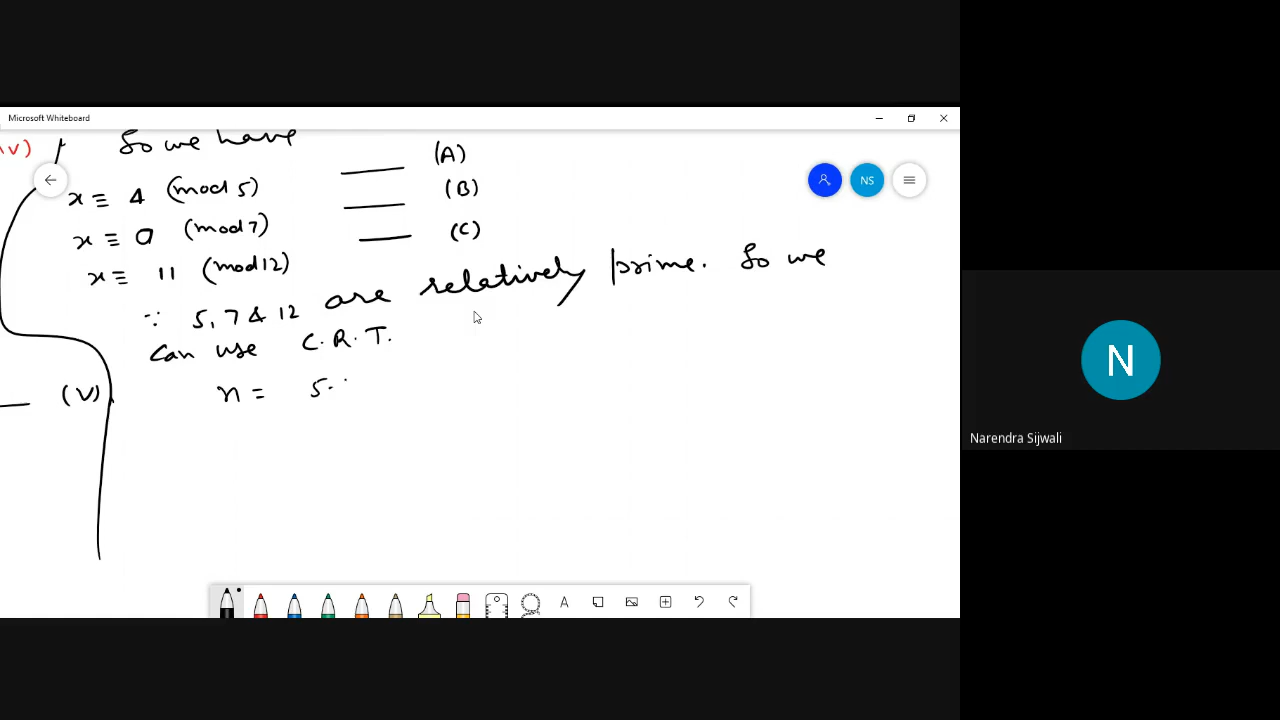 Microsoft Whiteboard
So we have
x ≡ 4 (mod 5) —— (A)
x ≡ 0 (mod 7) —— (B)
x ≡ 11 (mod 12) —— (C)
∵ 5, 7 & 12 are relatively prime. So we
can use C.R.T.
n = 5·
(V)
NS
A
N
Narendra Sijwali